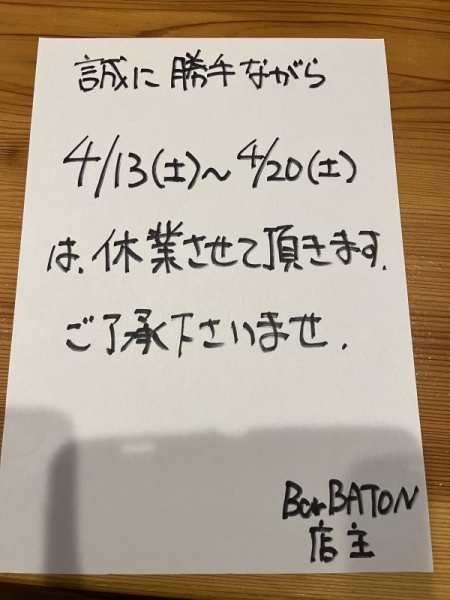 誠に勝手ながら
4/13(土)~4/20(土)
は、休業させて頂きます.
ご了承下さいませ.
Bar BATON
店主